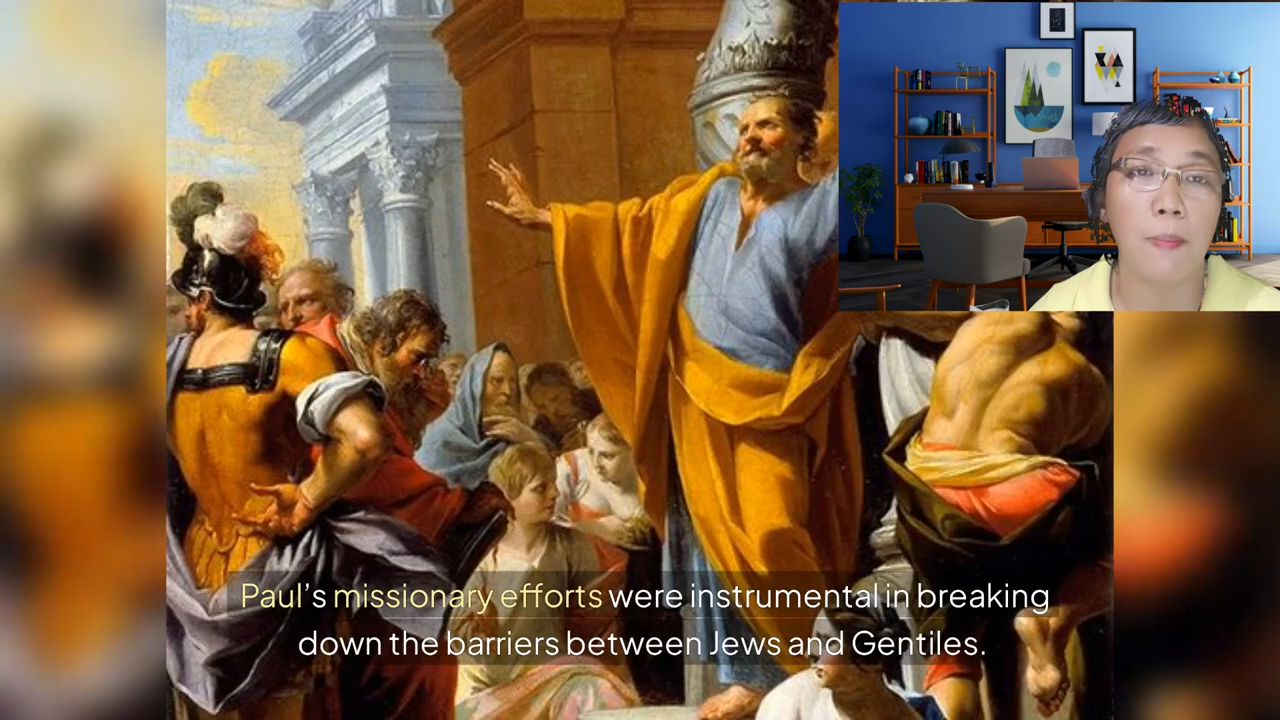 Paul’s missionary efforts were instrumental in breaking
down the barriers between Jews and Gentiles.